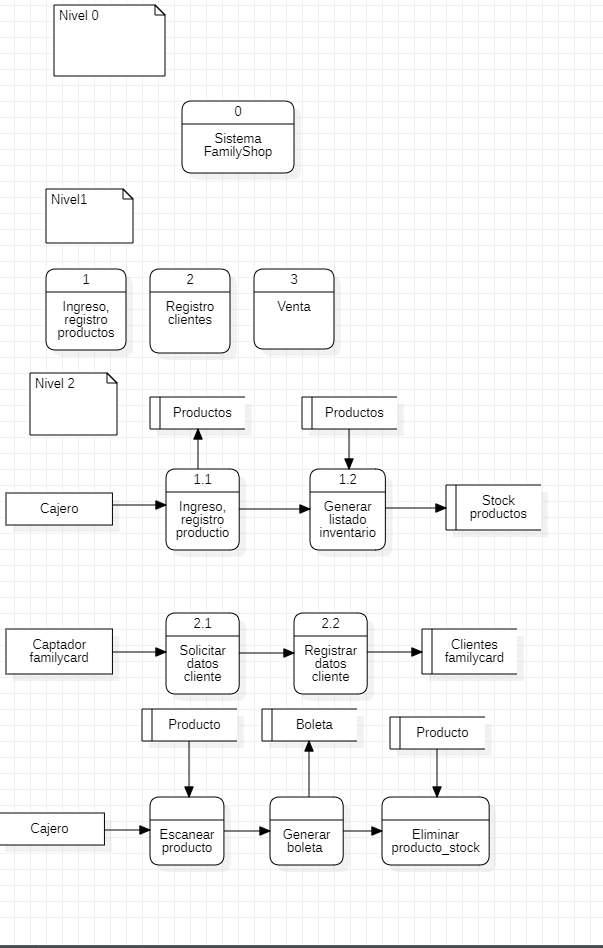 Nivel 0
0
Sistema
FamilyShop
Nivel1
1
Ingreso,
registro
productos
2
Registro
clientes
3
Venta
Nivel 2
Productos
Productos
Cajero
1.1
Ingreso,
registro
productio
1.2
Generar
listado
inventario
Stock
productos
Captador
familycard
2.1
Solicitar
datos
cliente
2.2
Registrar
datos
cliente
Clientes
familycard
Producto
Boleta
Producto
Cajero
Escanear
producto
Generar
boleta
Eliminar
producto_stock